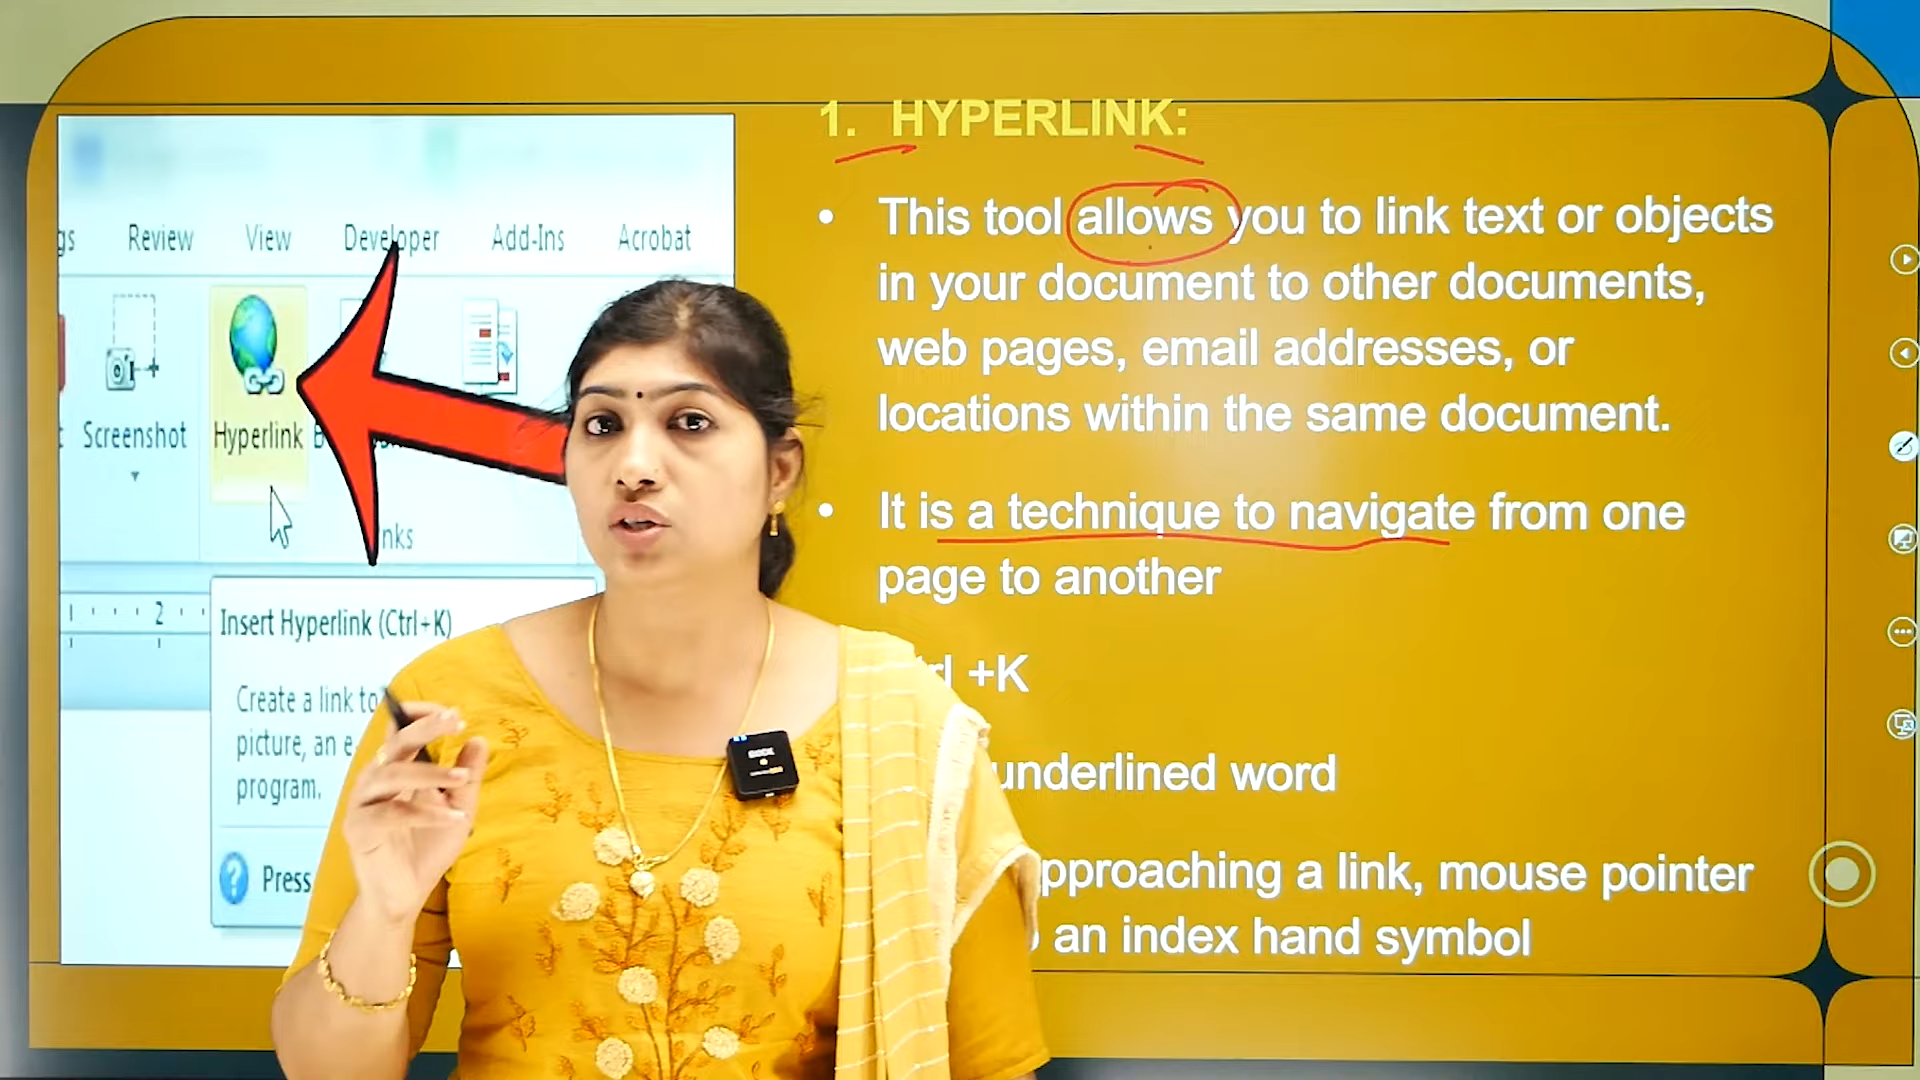 1. HYPERLINK:
• This tool allows you to link text or objects
in your document to other documents,
web pages, email addresses, or
locations within the same document.
• It is a technique to navigate from one
page to another
+K
underlined word
a link, mouse pointer
an index hand symbol
Review View Developer Add-Ins Acrobat
Screenshot Hyperlink
2
Insert Hyperlink (Ctrl+K)
Create a link to
picture, an
program.
Press